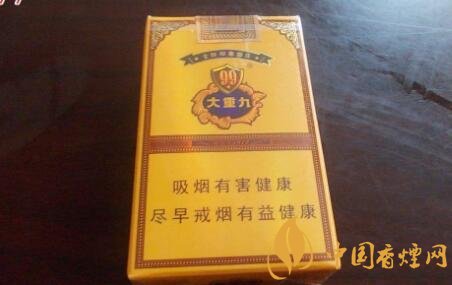 99
大重九
吸烟有害健康
尽早戒烟有益健康
中国香烟网